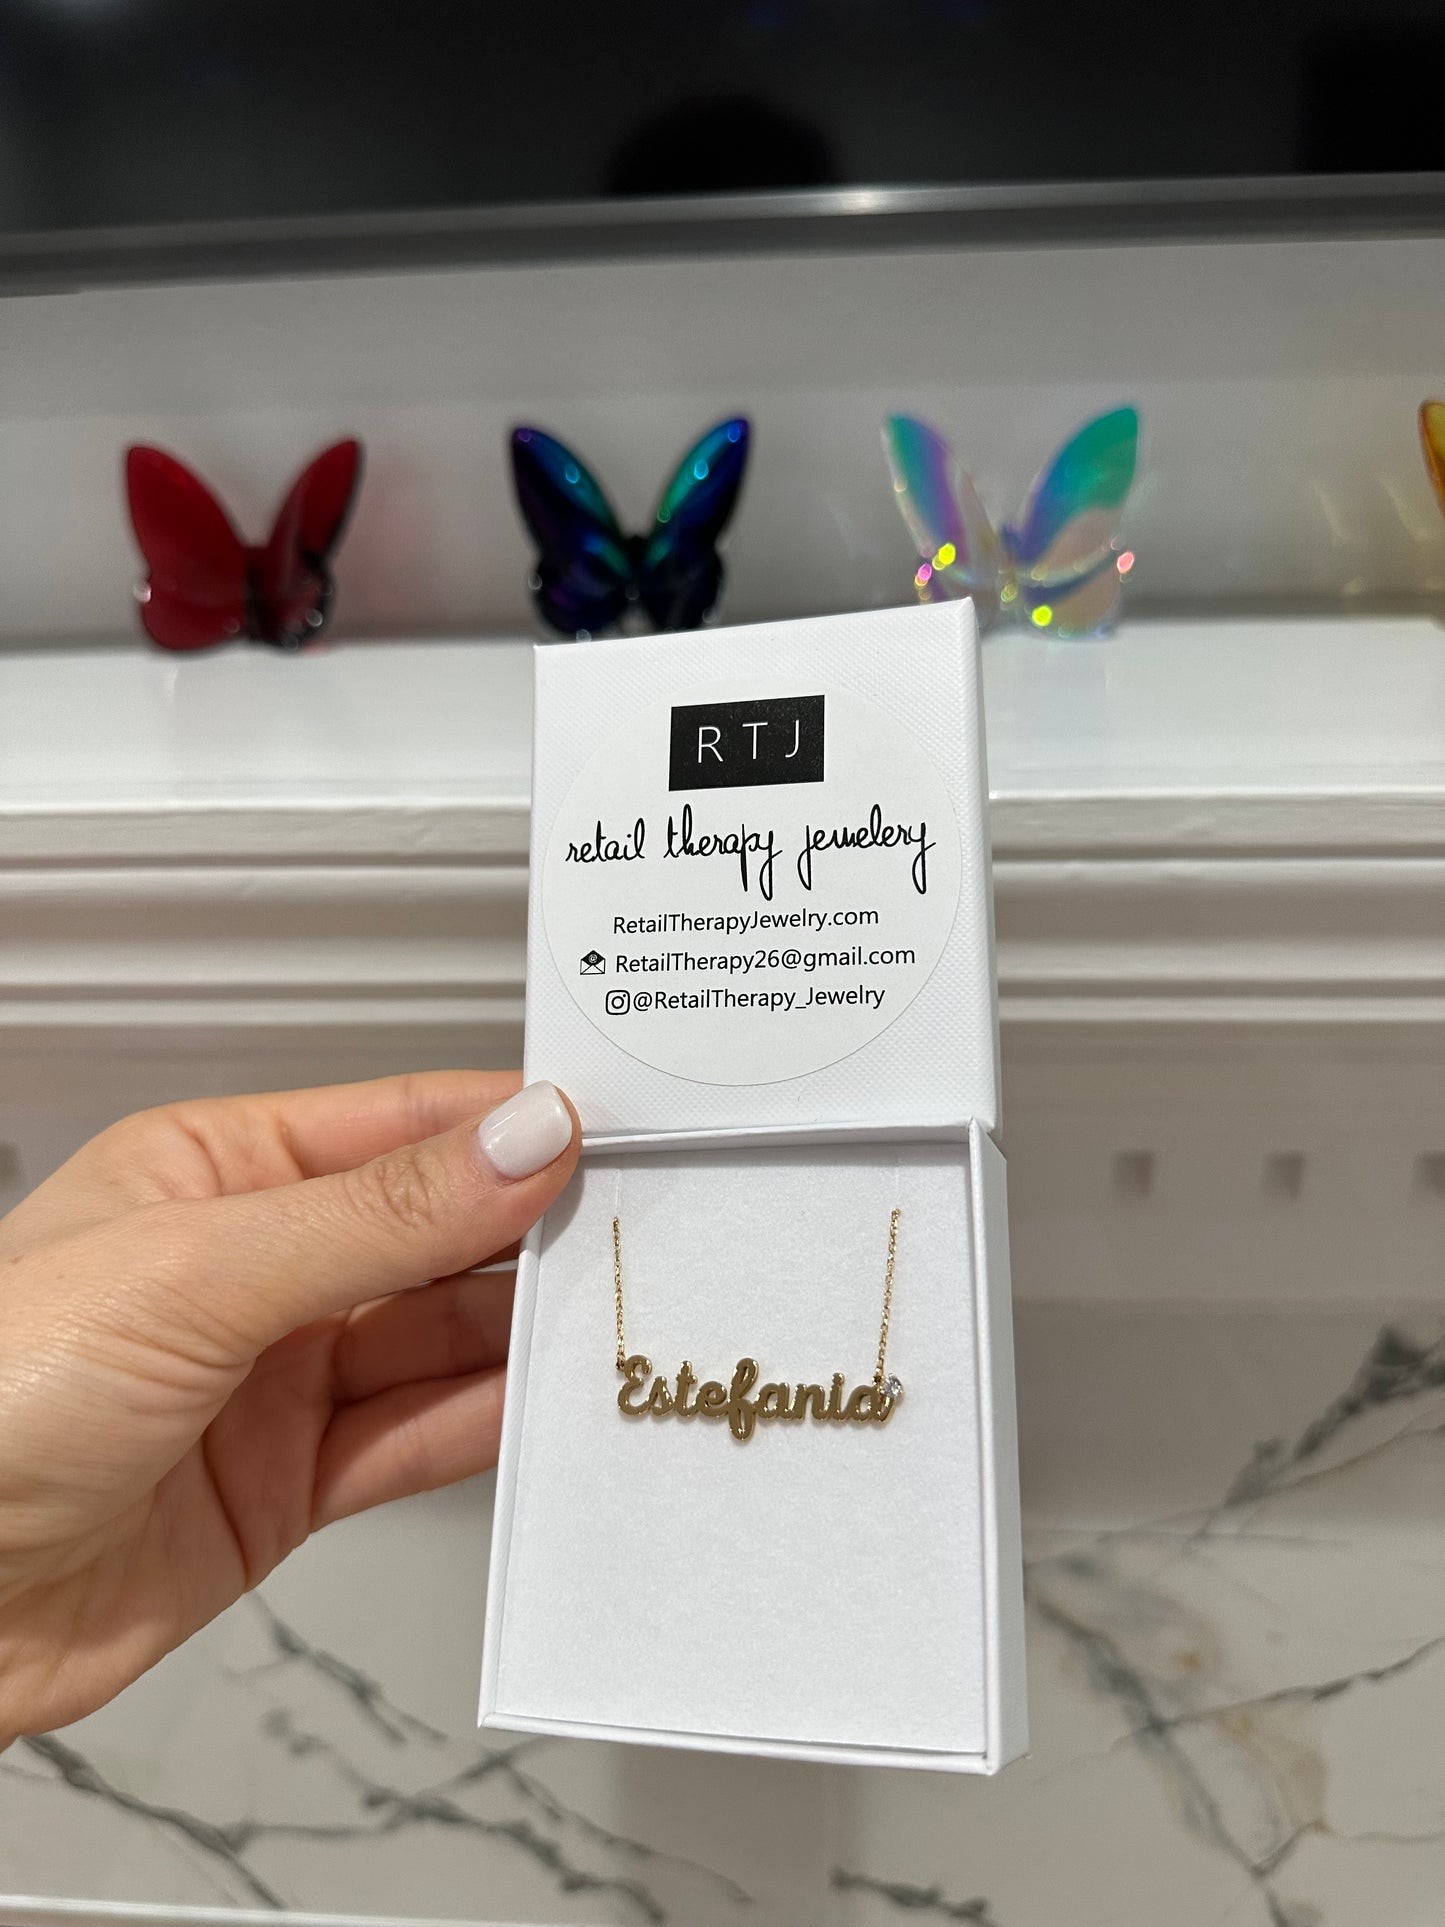 RTJ
retail therapy jewelery
RetailTherapyJewelry.com
RetailTherapy26@gmail.com
@RetailTherapy_Jewelry
Estefania